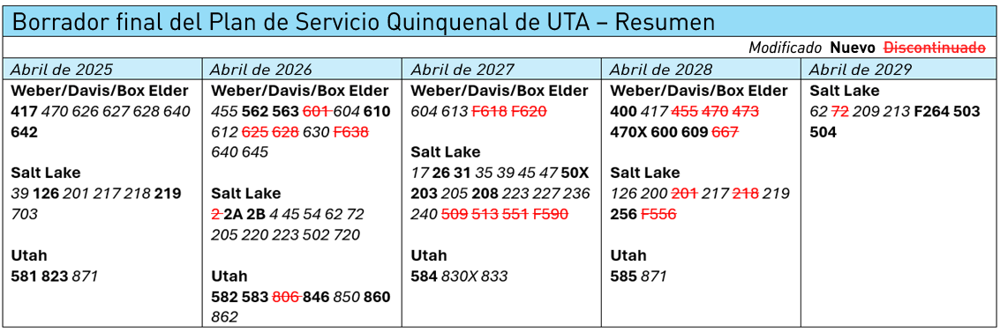 Borrador final del Plan de Servicio Quinquenal de UTA – Resumen
Modificado Nuevo Discontinuado
Abril de 2025
Weber/Davis/Box Elder
417 470 626 627 628 640
642
Salt Lake
39 126 201 217 218 219
703
Utah
581 823 871
Abril de 2026
Weber/Davis/Box Elder
455 562 563 601 604 610
612 625 628 630 F638
640 645
Salt Lake
2 2A 2B 4 45 54 62 72
205 220 223 502 720
Utah
582 583 806 846 850 860
862
Abril de 2027
Weber/Davis/Box Elder
604 613 F618 F620
Salt Lake
17 26 31 35 39 45 47 50X
203 205 208 223 227 236
240 509 513 551 F590
Utah
584 830X 833
Abril de 2028
Weber/Davis/Box Elder
400 417 455 470 473
470X 600 609 667
Salt Lake
126 200 201 217 218 219
256 F556
Utah
585 871
Abril de 2029
Salt Lake
62 72 209 213 F264 503
504